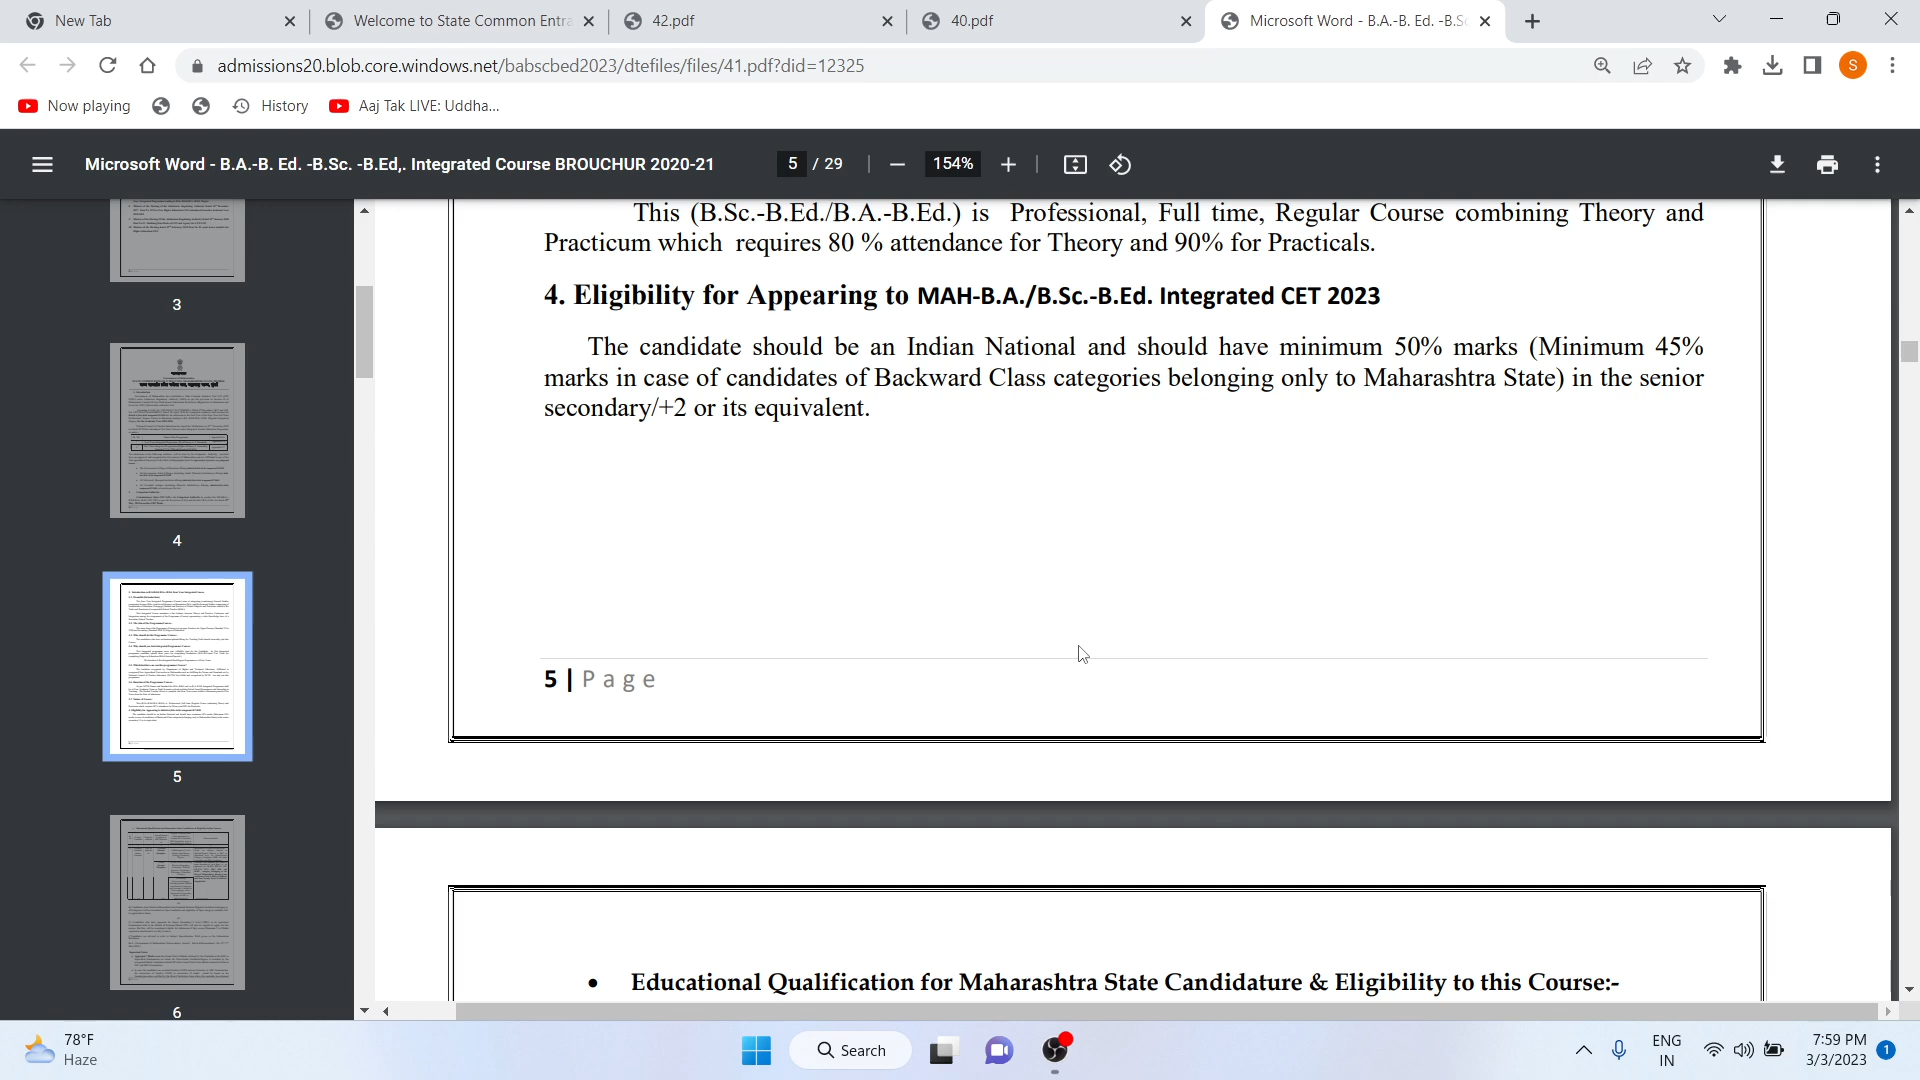 New Tab
Welcome to State Common Entra
42.pdf
40.pdf
Microsoft Word - B.A.-B. Ed. -B.Sc
admissions20.blob.core.windows.net/babscbed2023/dtefiles/files/41.pdf?did=12325
S
Now playing
History
Aaj Tak LIVE: Uddha...
Microsoft Word - B.A.-B. Ed. -B.Sc. -B.Ed,. Integrated Course BROUCHUR 2020-21
5 / 29
154%
3
4
5
6
This (B.Sc.-B.Ed./B.A.-B.Ed.) is Professional, Full time, Regular Course combining Theory and
Practicum which requires 80 % attendance for Theory and 90% for Practicals.
4. Eligibility for Appearing to MAH-B.A./B.Sc.-B.Ed. Integrated CET 2023
The candidate should be an Indian National and should have minimum 50% marks (Minimum 45%
marks in case of candidates of Backward Class categories belonging only to Maharashtra State) in the senior
secondary/+2 or its equivalent.
5 | Page
• Educational Qualification for Maharashtra State Candidature & Eligibility to this Course:-
78°F
Haze
Search
ENG
IN
7:59 PM
3/3/2023
1